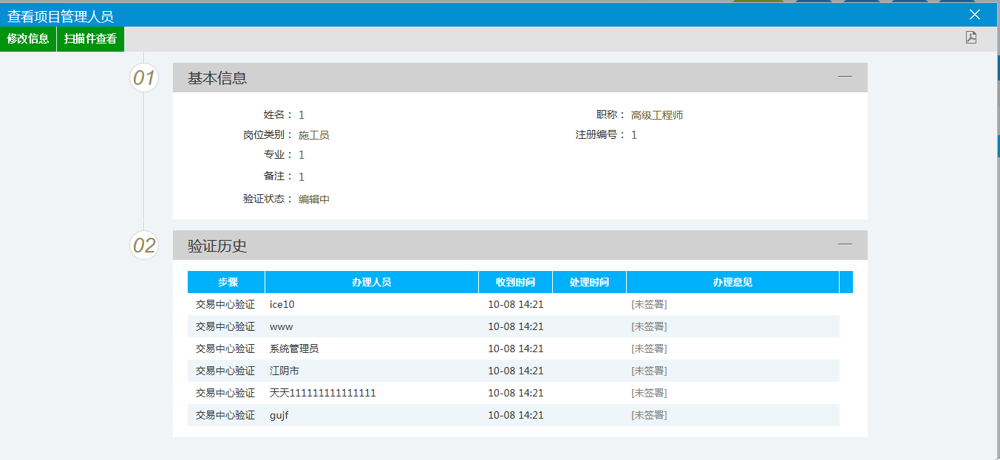 查看项目管理人员
修改信息 扫描件查看
01 基本信息
姓名： 1 职称： 高级工程师
岗位类别： 施工员 注册编号： 1
专业： 1
备注： 1
验证状态： 编辑中
02 验证历史
步骤 办理人员 收到时间 处理时间 办理意见
交易中心验证 ice10 10-08 14:21 [未签署]
交易中心验证 www 10-08 14:21 [未签署]
交易中心验证 系统管理员 10-08 14:21 [未签署]
交易中心验证 江阴市 10-08 14:21 [未签署]
交易中心验证 天天111111111111111 10-08 14:21 [未签署]
交易中心验证 gujf 10-08 14:21 [未签署]